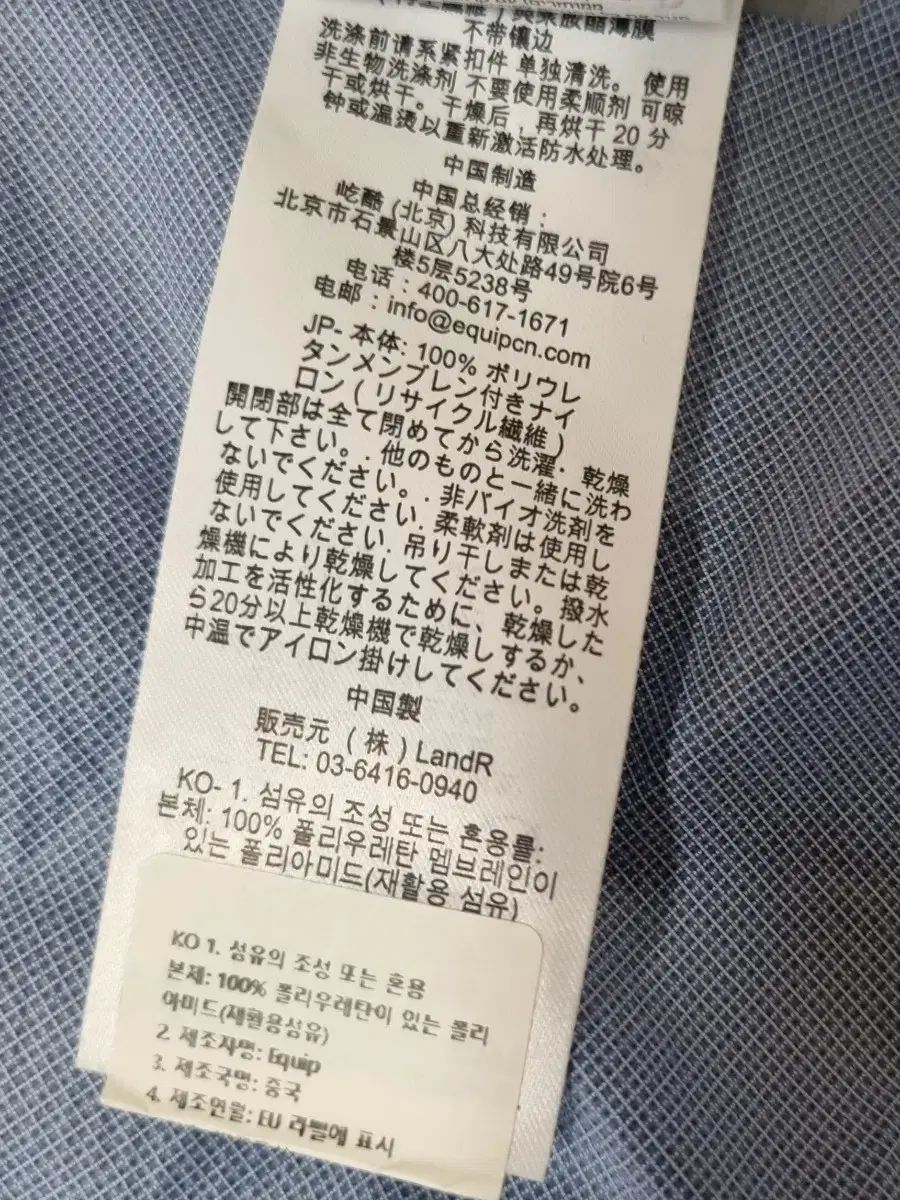 薄膜
不带镶边
洗涤前请系紧扣件 单独清洗。 使用
非生物洗涤剂 不要使用柔顺剂 可晾
干或烘干。干燥后，再烘干 20 分
钟或温烫以重新激活防水处理。
中国制造
中国总经销：
屹酷 (北京) 科技有限公司
北京市石景山区八大处路49号院6号
楼5层5238号
电话：400-617-1671
电邮：info@equipcn.com
JP- 本体: 100% ポリウレ
タンメンブレン付きナイ
ロン ( リサイクル繊維 )
開閉部は全て閉めてから洗濯．乾燥
して下さい。. 他のものと一緒に洗わ
ないでください。. 非バイオ洗剤を
使用してください. 柔軟剤は使用し
ないでください. 吊り干しまたは乾
燥機により乾燥してください。撥水
加工を活性化するために、乾燥した
ら20分以上乾燥機で乾燥しするか、
中温でアイロン掛けしてください。
中国製
販売元 (株) LandR
TEL: 03-6416-0940
KO- 1. 섬유의 조성 또는 혼용률:
본체: 100% 폴리우레탄 멤브레인이
있는 폴리아미드(재활용 섬유)
KO 1. 섬유의 조성 또는 혼용
본체: 100% 폴리우레탄이 있는 폴리
아미드(재활용섬유)
2. 제조자명: Equip
3. 제조국명: 중국
4. 제조연월: EU 라벨에 표시